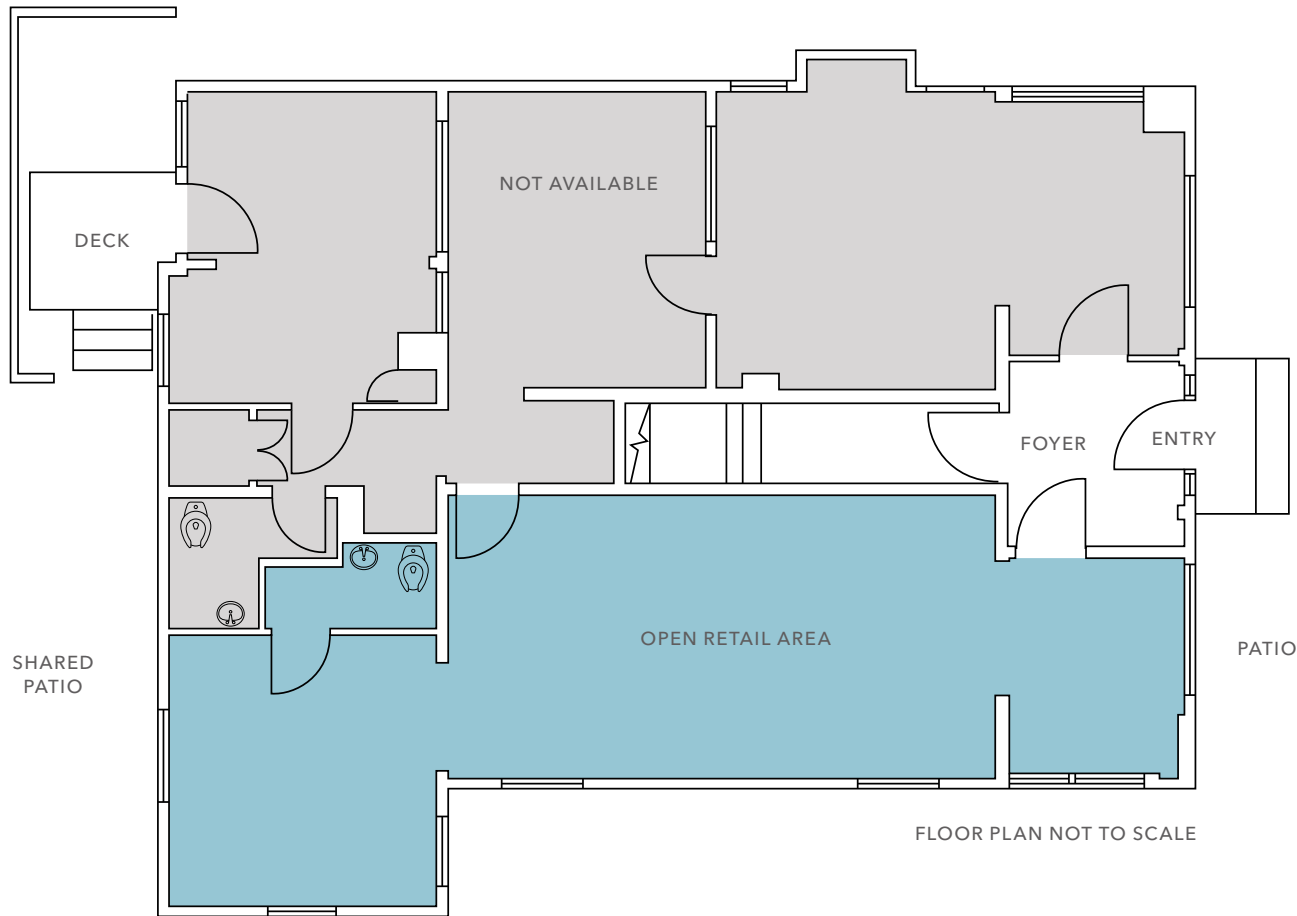 NOT AVAILABLE
DECK
FOYER
ENTRY
OPEN RETAIL AREA
SHARED
PATIO
PATIO
FLOOR PLAN NOT TO SCALE